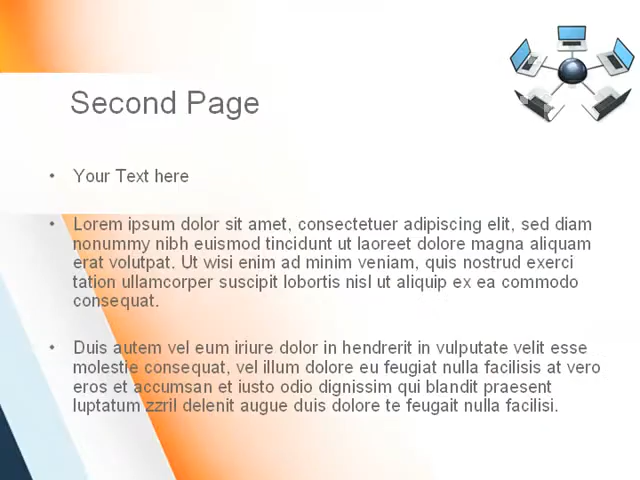 Second Page
• Your Text here
• Lorem ipsum dolor sit amet, consectetuer adipiscing elit, sed diam
nonummy nibh euismod tincidunt ut laoreet dolore magna aliquam
erat volutpat. Ut wisi enim ad minim veniam, quis nostrud exerci
tation ullamcorper suscipit lobortis nisl ut aliquip ex ea commodo
consequat.
• Duis autem vel eum iriure dolor in hendrerit in vulputate velit esse
molestie consequat, vel illum dolore eu feugiat nulla facilisis at vero
eros et accumsan et iusto odio dignissim qui blandit praesent
luptatum zzril delenit augue duis dolore te feugait nulla facilisi.